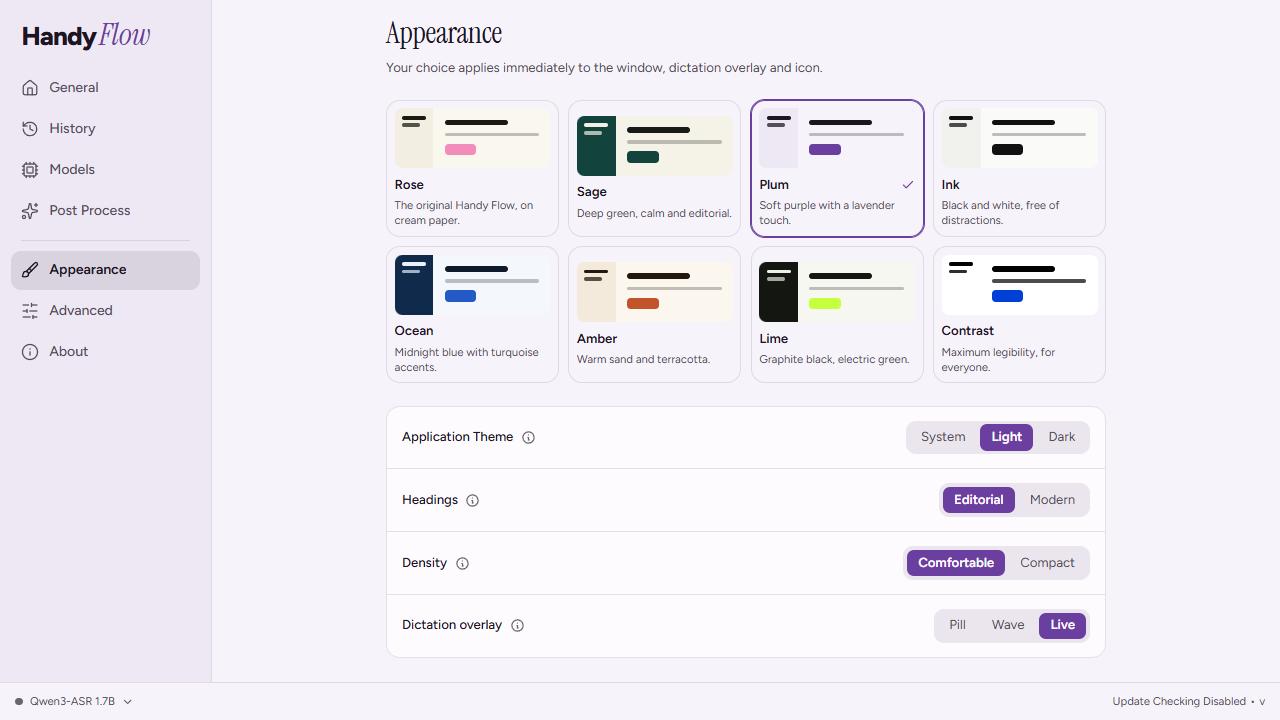 Handy Flow
General
History
Models
Post Process
Appearance
Advanced
About
Appearance
Your choice applies immediately to the window, dictation overlay and icon.
Rose
The original Handy Flow, on
cream paper.
Sage
Deep green, calm and editorial.
Plum
Soft purple with a lavender
touch.
Ink
Black and white, free of
distractions.
Ocean
Midnight blue with turquoise
accents.
Amber
Warm sand and terracotta.
Lime
Graphite black, electric green.
Contrast
Maximum legibility, for
everyone.
Application Theme
System Light Dark
Headings
Editorial Modern
Density
Comfortable Compact
Dictation overlay
Pill Wave Live
Qwen3-ASR 1.7B
Update Checking Disabled • v